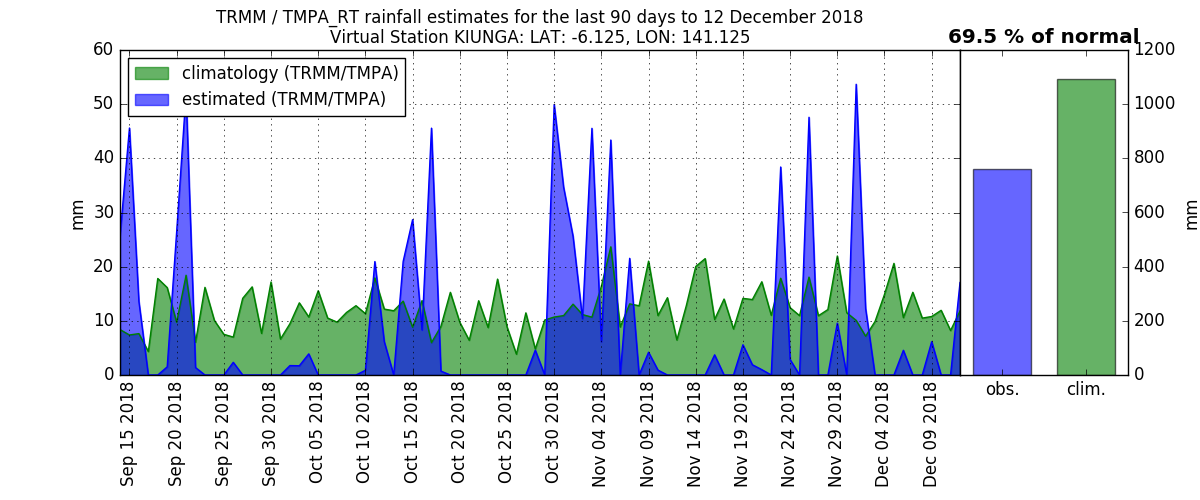 TRMM / TMPA_RT rainfall estimates for the last 90 days to 12 December 2018
Virtual Station KIUNGA: LAT: -6.125, LON: 141.125
69.5 % of normal
climatology (TRMM/TMPA)
estimated (TRMM/TMPA)
60
50
40
30
20
10
0
mm
1200
1000
800
600
400
200
0
mm
Sep 15 2018
Sep 20 2018
Sep 25 2018
Sep 30 2018
Oct 05 2018
Oct 10 2018
Oct 15 2018
Oct 20 2018
Oct 25 2018
Oct 30 2018
Nov 04 2018
Nov 09 2018
Nov 14 2018
Nov 19 2018
Nov 24 2018
Nov 29 2018
Dec 04 2018
Dec 09 2018
obs.
clim.